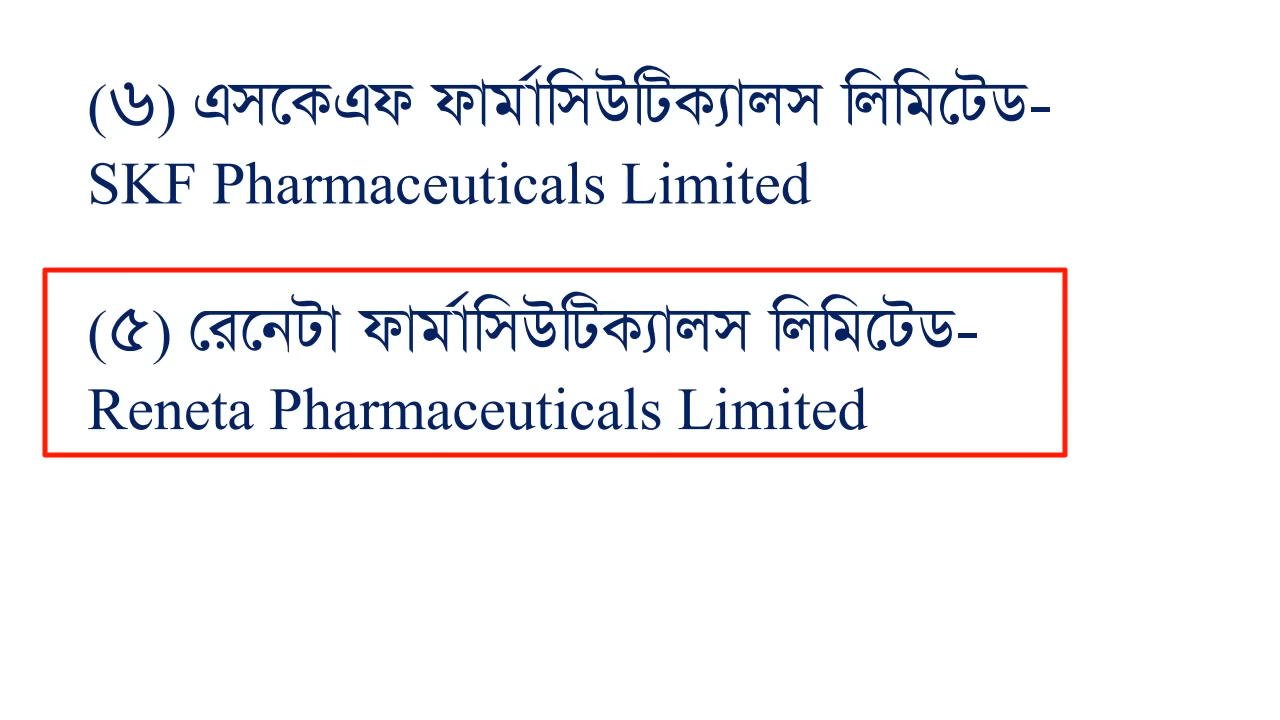 (৬) এসকেএফ ফার্মাসিউটিক্যালস লিমিটেড-
SKF Pharmaceuticals Limited
(৫) রেনেটা ফার্মাসিউটিক্যালস লিমিটেড-
Reneta Pharmaceuticals Limited